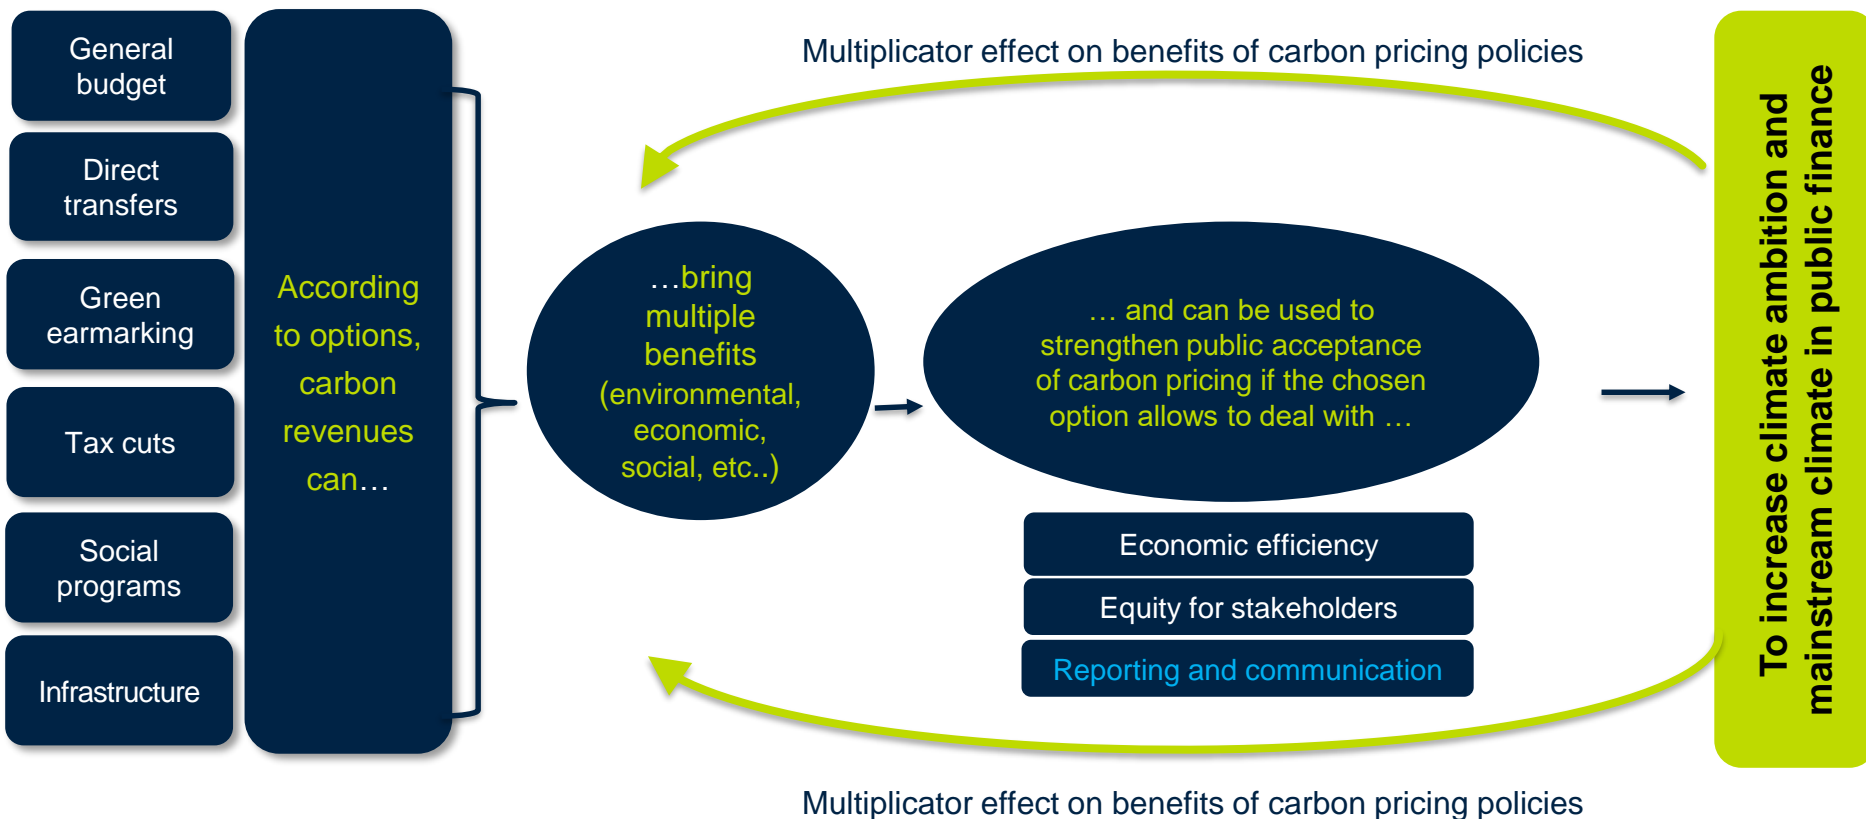 General
budget
Direct
transfers
Green
earmarking
Tax cuts
Social
programs
Infrastructure
According
to options,
carbon
revenues
can…
Multiplicator effect on benefits of carbon pricing policies
…bring
multiple
benefits
(environmental,
economic,
social, etc..)
… and can be used to
strengthen public acceptance
of carbon pricing if the chosen
option allows to deal with …
Economic efficiency
Equity for stakeholders
Reporting and communication
To increase climate ambition and
mainstream climate in public finance
Multiplicator effect on benefits of carbon pricing policies